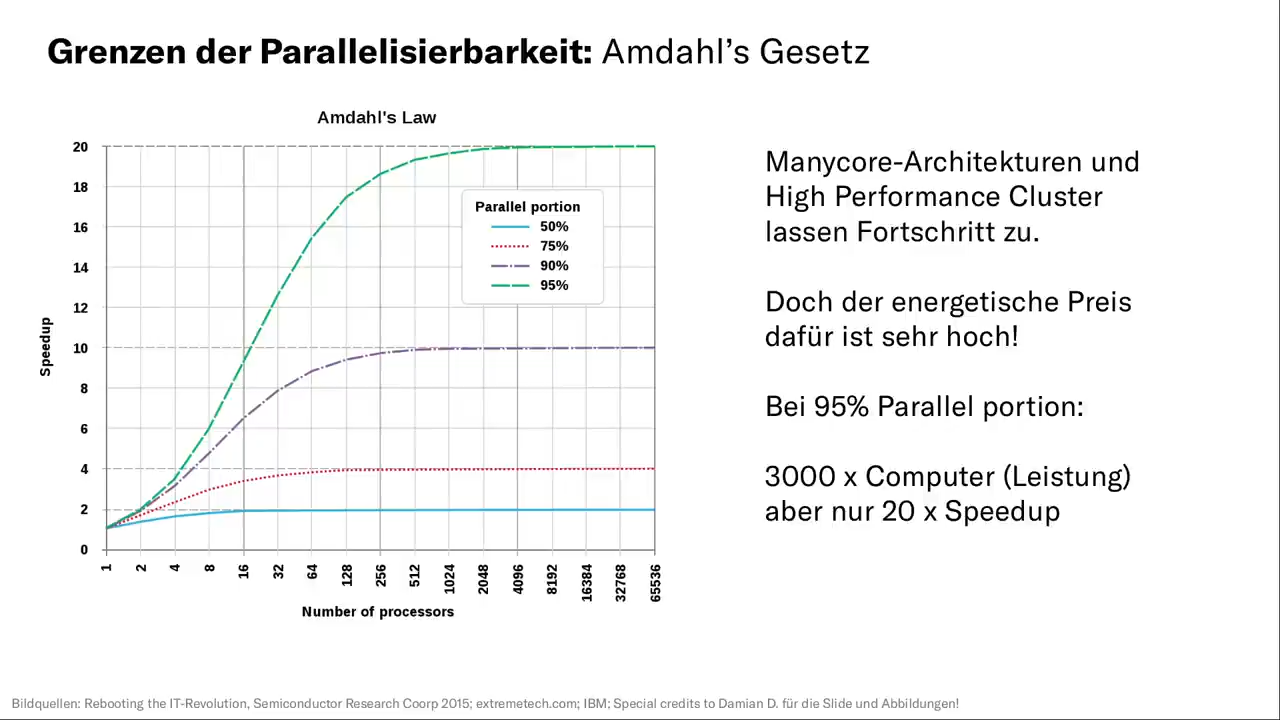 Grenzen der Parallelisierbarkeit: Amdahl’s Gesetz
Amdahl's Law
20
18
16
14
12
10
8
6
4
2
0
Speedup
Parallel portion
50%
75%
90%
95%
1
2
4
8
16
32
64
128
256
512
1024
2048
4096
8192
16384
32768
65536
Number of processors
Manycore-Architekturen und
High Performance Cluster
lassen Fortschritt zu.
Doch der energetische Preis
dafür ist sehr hoch!
Bei 95% Parallel portion:
3000 x Computer (Leistung)
aber nur 20 x Speedup
Bildquellen: Rebooting the IT-Revolution, Semiconductor Research Coorp 2015; extremetech.com; IBM; Special credits to Damian D. für die Slide und Abbildungen!